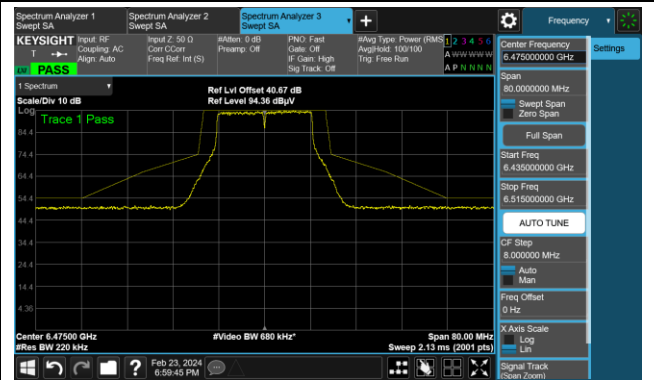 Spectrum Analyzer 1
Swept SA
Spectrum Analyzer 2
Swept SA
Spectrum Analyzer 3
Swept SA
Frequency
KEYSIGHT
T
PASS
Input: RF
Coupling: AC
Align: Auto
Input Z: 50 Ω
Corr CCorr
Freq Ref: Int (S)
#Atten: 0 dB
Preamp: Off
PNO: Fast
Gate: Off
IF Gain: High
Sig Track: Off
#Avg Type: Power (RMS
Avg|Hold: 100/100
Trig: Free Run
1 2 3 4 5 6
A W W W W W
A P N N N N
1 Spectrum
Scale/Div 10 dB
Ref Lvl Offset 40.67 dB
Ref Level 94.36 dBµV
Log
Trace 1 Pass
84.4
74.4
64.4
54.4
44.4
34.4
24.4
14.4
4.36
Center 6.47500 GHz
#Res BW 220 kHz
#Video BW 680 kHz*
Span 80.00 MHz
Sweep 2.13 ms (2001 pts)
Center Frequency
6.475000000 GHz
Settings
Span
80.0000000 MHz
Swept Span
Zero Span
Full Span
Start Freq
6.435000000 GHz
Stop Freq
6.515000000 GHz
AUTO TUNE
CF Step
8.000000 MHz
Auto
Man
Freq Offset
0 Hz
X Axis Scale
Log
Lin
Signal Track
(Span Zoom)
Feb 23, 2024
6:59:45 PM